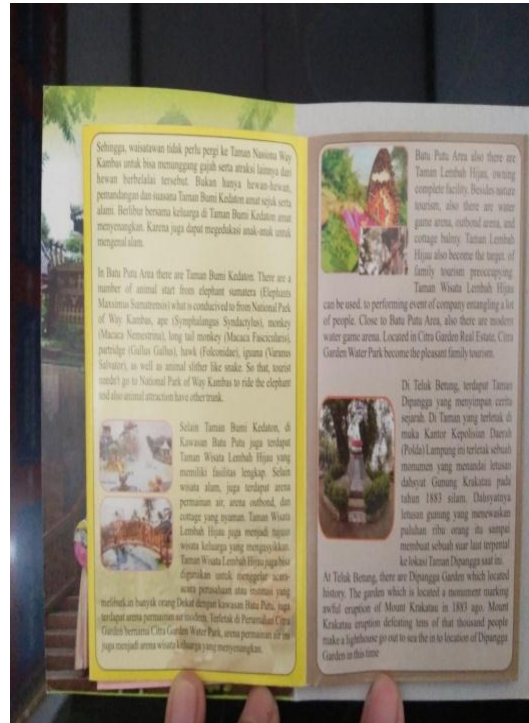 Sehingga, waisatawan tidak perlu pergi ke Taman Nasiona Way
Kambas untuk bisa menunggang gajah serta atraksi lainnya dari
hewan berbelalai tersebut. Bukan hanya hewan-hewan,
pemandangan dan suasana Taman Bumi Kedaton amat sejuk serta
alami. Berlibur bersama keluarga di Taman Bumi Kedaton amat
menyenangkan. Karena juga dapat megedukasi anak-anak untuk
mengenal alam.
In Batu Putu Area there are Taman Bumi Kedaton. There are a
number of animal start from elephant sumatera (Elephants
Maxsimus Sumatrensis) what is conducived to from National Park
of Way Kambas, ape (Symphalangus Syndactylus), monkey
(Macaca Nemestrina), long tail monkey (Macaca Fascicularis),
partridge (Gallus Gallus), hawk (Folconidae), iguana (Varanus
Salvator), as well as animal slither like snake. So that, tourist
needn't go to National Park of Way Kambas to ride the elephant
and also animal attraction have other trunk.
Selain Taman Bumi Kedaton, di
Kawasan Batu Putu juga terdapat
Taman Wisata Lembah Hijau yang
memiliki fasilitas lengkap. Selain
wisata alam, juga terdapat arena
permainan air, arena outbond, dan
cottage yang nyaman. Taman Wisata
Lembah Hijau juga menjadi tujuan
wisata keluarga yang mengasyikkan.
Taman Wisata Lembah Hijau juga bisa
digunakan untuk menggelar acara-
acara perusahaan atau instansi yang
melibatkan banyak orang Dekat dengan kawasan Batu Putu, juga
terdapat arena permainan air modern. Terletak di Perumahan Citra
Garden bernama Citra Garden Water Park, arena permainan air ini
juga menjadi arena wisata keluarga yang menyenangkan.
Batu Putu Area also there are
Taman Lembah Hijau, owning
complete facility. Besides nature
tourism, also there are water
game arena, outbond arena, and
cottage balmy. Taman Lembah
Hijau also become the target, of
family tourism preoccupying.
Taman Wisata Lembah Hijau
can be used, to performing event of company entangling a lot
of people. Close to Batu Putu Area, also there are modern
water game arena. Located in Citra Garden Real Estate, Citra
Garden Water Park become the pleasant family tourism.
Di Teluk Betung, terdapat Taman
Dipangga yang menyimpan cerita
sejarah. Di Taman yang terletak di
muka Kantor Kepolisian Daerah
(Polda) Lampung ini terletak sebuah
monumen yang menandai letusan
dahsyat Gunung Krakatau pada
tahun 1883 silam. Dahsyatnya
letusan gunung yang menewaskan
puluhan ribu orang itu sampai
membuat sebuah suar laut terpental
ke lokasi Taman Dipangga saat ini.
At Teluk Betung, there are Dipangga Garden which located
history. The garden which is located a monument marking
awful eruption of Mount Krakatau in 1883 ago. Mount
Krakatau eruption defeating tens of that thousand people
make a lighthouse go out to sea the in to location of Dipangga
Garden in this time